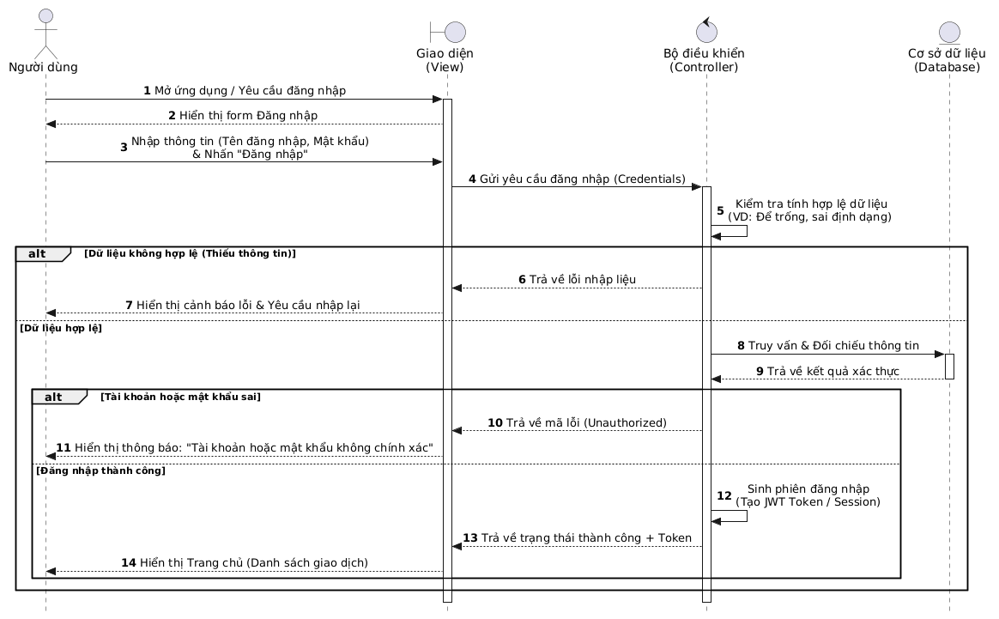 Người dùng
Giao diện
(View)
Bộ điều khiển
(Controller)
Cơ sở dữ liệu
(Database)
1 Mở ứng dụng / Yêu cầu đăng nhập
2 Hiển thị form Đăng nhập
3 Nhập thông tin (Tên đăng nhập, Mật khẩu)
& Nhấn "Đăng nhập"
4 Gửi yêu cầu đăng nhập (Credentials)
5 Kiểm tra tính hợp lệ dữ liệu
(VD: Để trống, sai định dạng)
alt [Dữ liệu không hợp lệ (Thiếu thông tin)]
6 Trả về lỗi nhập liệu
7 Hiển thị cảnh báo lỗi & Yêu cầu nhập lại
[Dữ liệu hợp lệ]
8 Truy vấn & Đối chiếu thông tin
9 Trả về kết quả xác thực
alt [Tài khoản hoặc mật khẩu sai]
10 Trả về mã lỗi (Unauthorized)
11 Hiển thị thông báo: "Tài khoản hoặc mật khẩu không chính xác"
[Đăng nhập thành công]
12 Sinh phiên đăng nhập
(Tạo JWT Token / Session)
13 Trả về trạng thái thành công + Token
14 Hiển thị Trang chủ (Danh sách giao dịch)